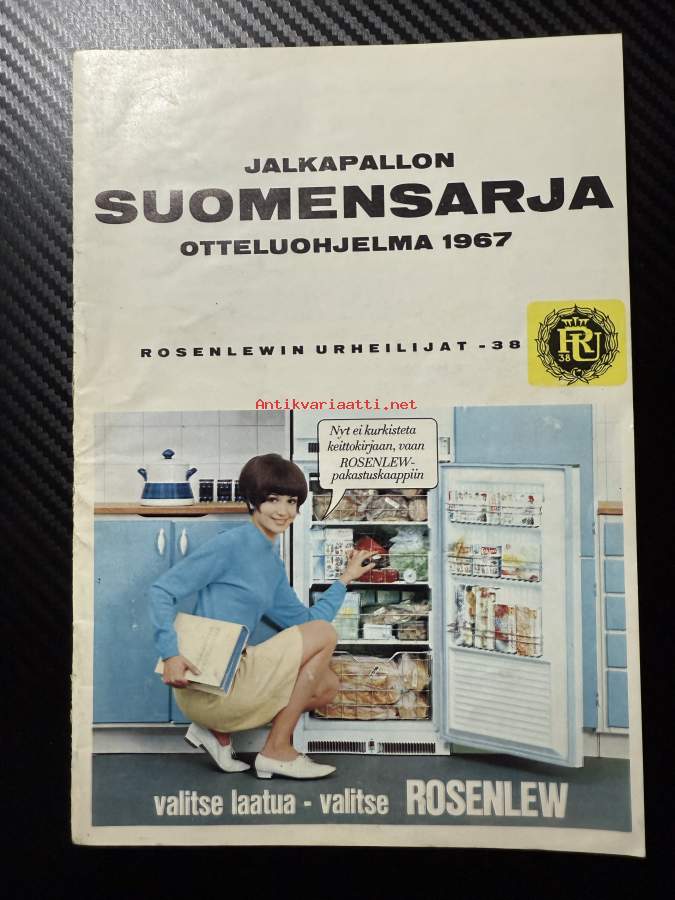 JALKAPALLON
SUOMENSARJA
OTTELUOHJELMA 1967
ROSENLEWIN URHEILIJAT - 38
RU
38
Antikvariaatti.net
Nyt ei kurkisteta
keittokirjaan, vaan
ROSENLEW-
pakastuskaappiin
valitse laatua - valitse ROSENLEW